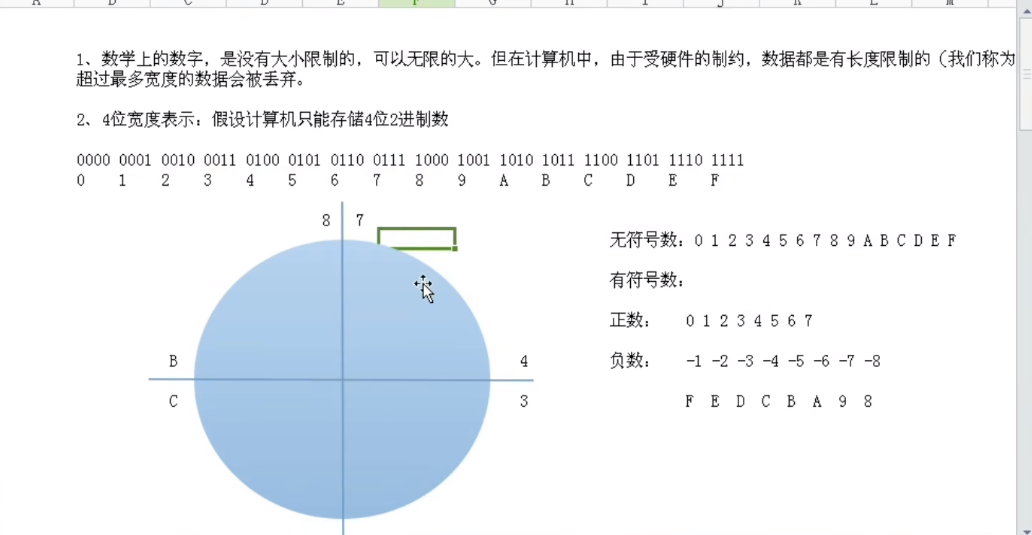 1、数学上的数字，是没有大小限制的，可以无限的大。但在计算机中，由于受硬件的制约，数据都是有长度限制的（我们称为
超过最多宽度的数据会被丢弃。
2、4位宽度表示：假设计算机只能存储4位2进制数
0000 0001 0010 0011 0100 0101 0110 0111 1000 1001 1010 1011 1100 1101 1110 1111
0 1 2 3 4 5 6 7 8 9 A B C D E F
8 7
无符号数：0 1 2 3 4 5 6 7 8 9 A B C D E F
有符号数：
正数： 0 1 2 3 4 5 6 7
B 4
负数： -1 -2 -3 -4 -5 -6 -7 -8
C 3
F E D C B A 9 8